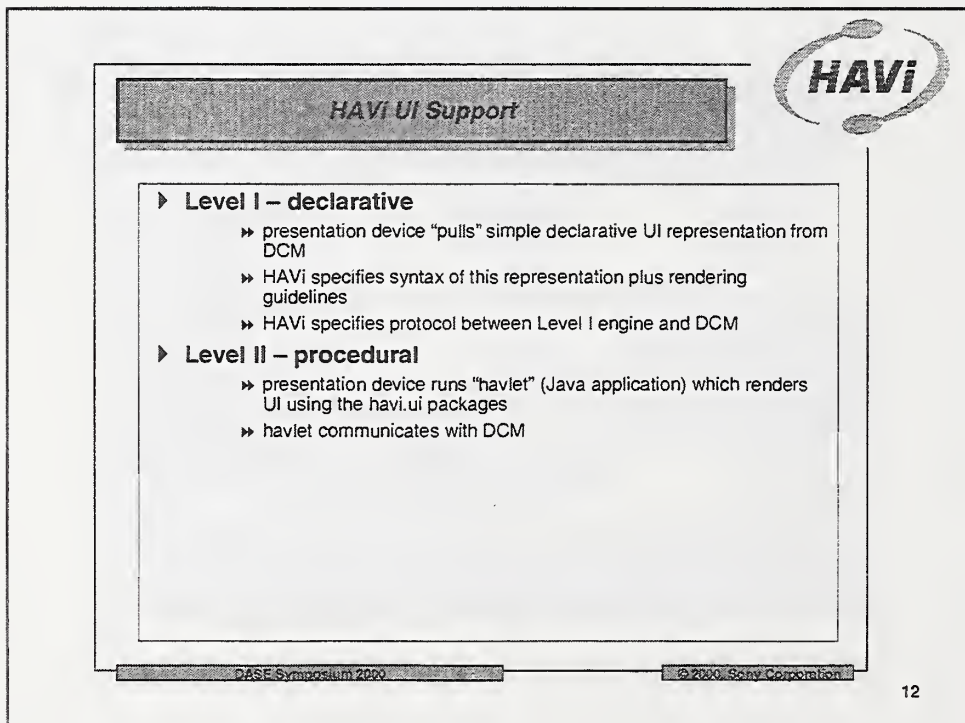 HAVi
HAVi UI Support
Level I – declarative
presentation device "pulls" simple declarative UI representation from
DCM
HAVi specifies syntax of this representation plus rendering
guidelines
HAVi specifies protocol between Level I engine and DCM
Level II – procedural
presentation device runs "havlet" (Java application) which renders
UI using the havi.ui packages
havlet communicates with DCM
DASE Symposium 2000
© 2000, Sony Corporation
12